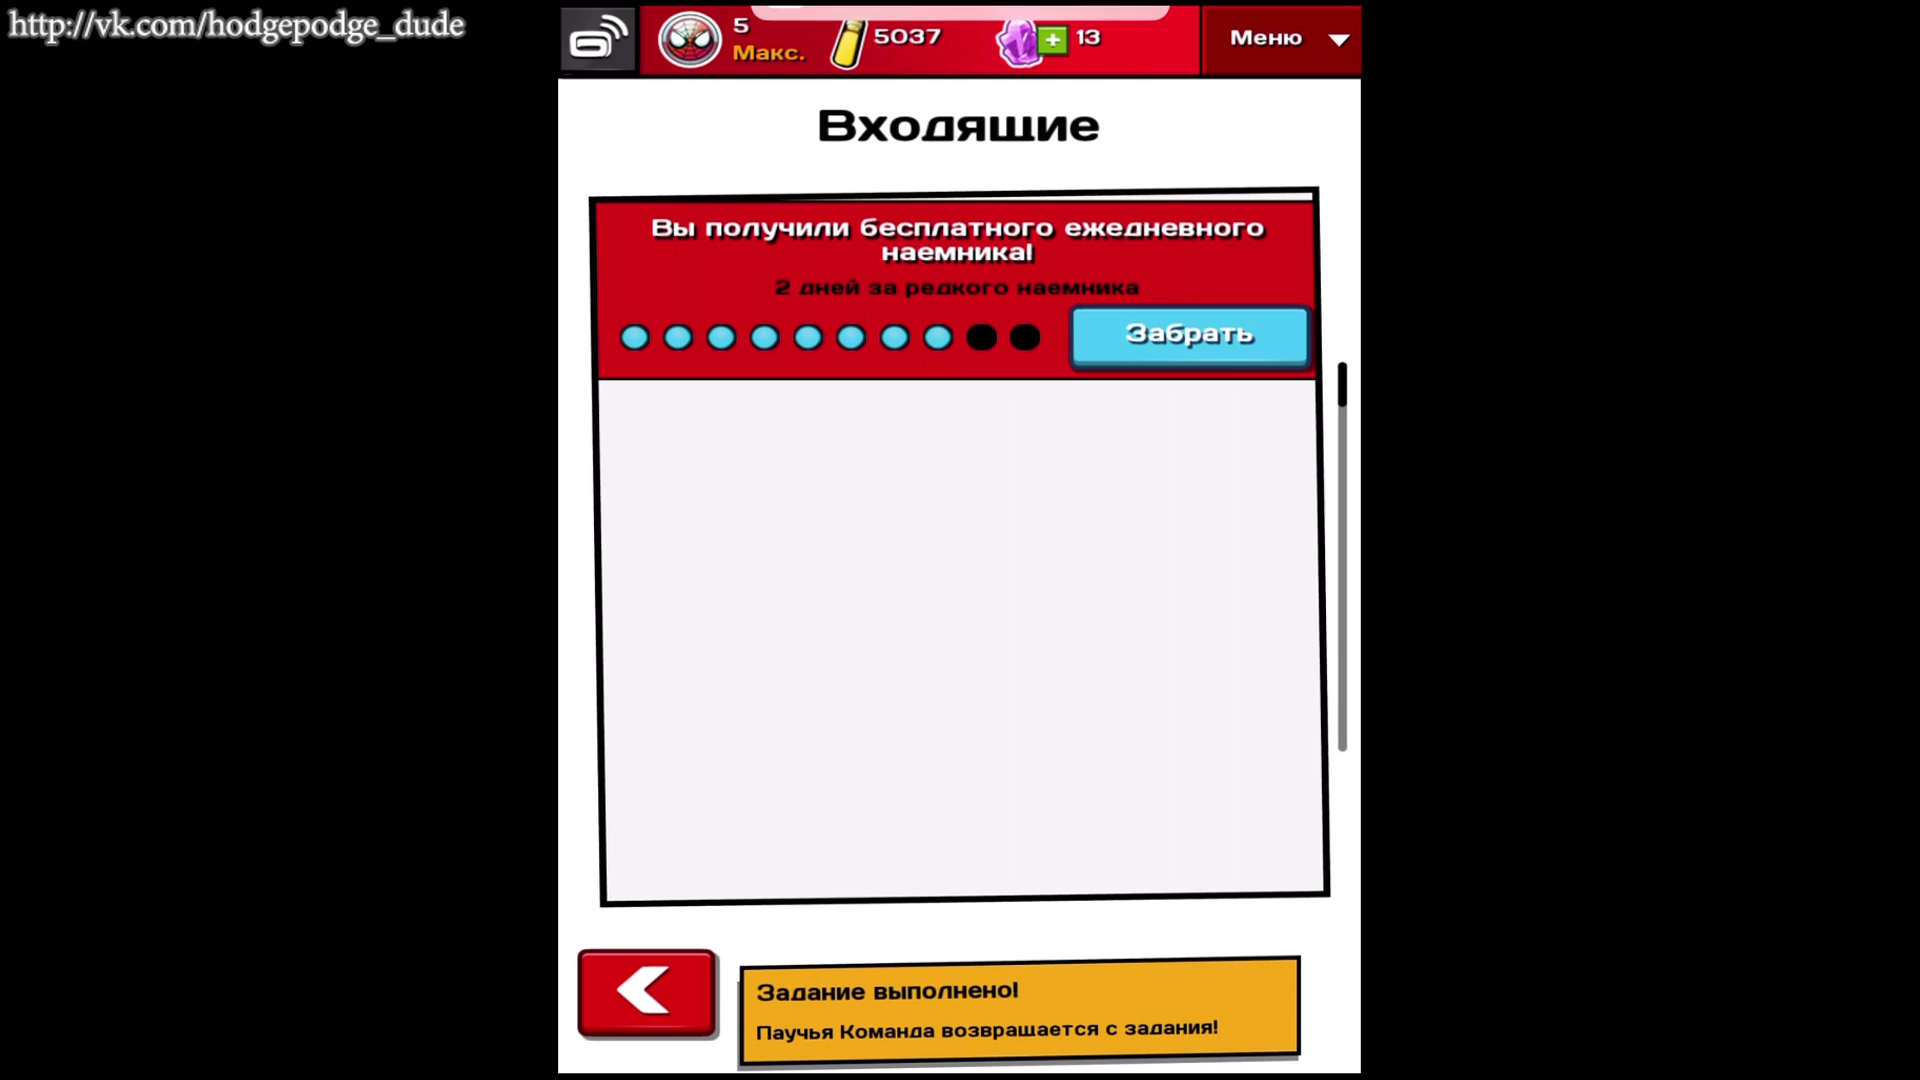 http://vk.com/hodgepodge_dude
5
Макс.
5037
13
Меню
Входящие
Вы получили бесплатного ежедневного
наемника!
2 дней за редкого наемника
Забрать
Задание выполнено!
Паучья Команда возвращается с задания!